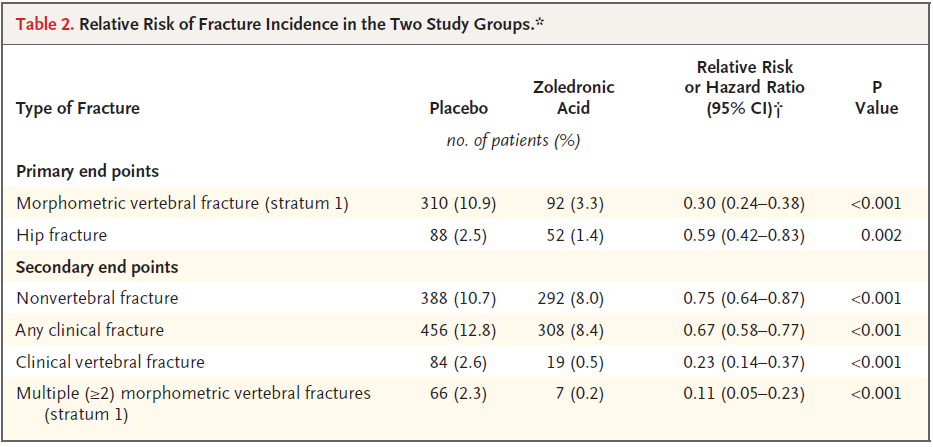 Table 2. Relative Risk of Fracture Incidence in the Two Study Groups.*
Type of Fracture Placebo Zoledronic Acid Relative Risk or Hazard Ratio (95% CI)† P Value
no. of patients (%)
Primary end points
Morphometric vertebral fracture (stratum 1) 310 (10.9) 92 (3.3) 0.30 (0.24–0.38) <0.001
Hip fracture 88 (2.5) 52 (1.4) 0.59 (0.42–0.83) 0.002
Secondary end points
Nonvertebral fracture 388 (10.7) 292 (8.0) 0.75 (0.64–0.87) <0.001
Any clinical fracture 456 (12.8) 308 (8.4) 0.67 (0.58–0.77) <0.001
Clinical vertebral fracture 84 (2.6) 19 (0.5) 0.23 (0.14–0.37) <0.001
Multiple (≥2) morphometric vertebral fractures 66 (2.3) 7 (0.2) 0.11 (0.05–0.23) <0.001
(stratum 1)